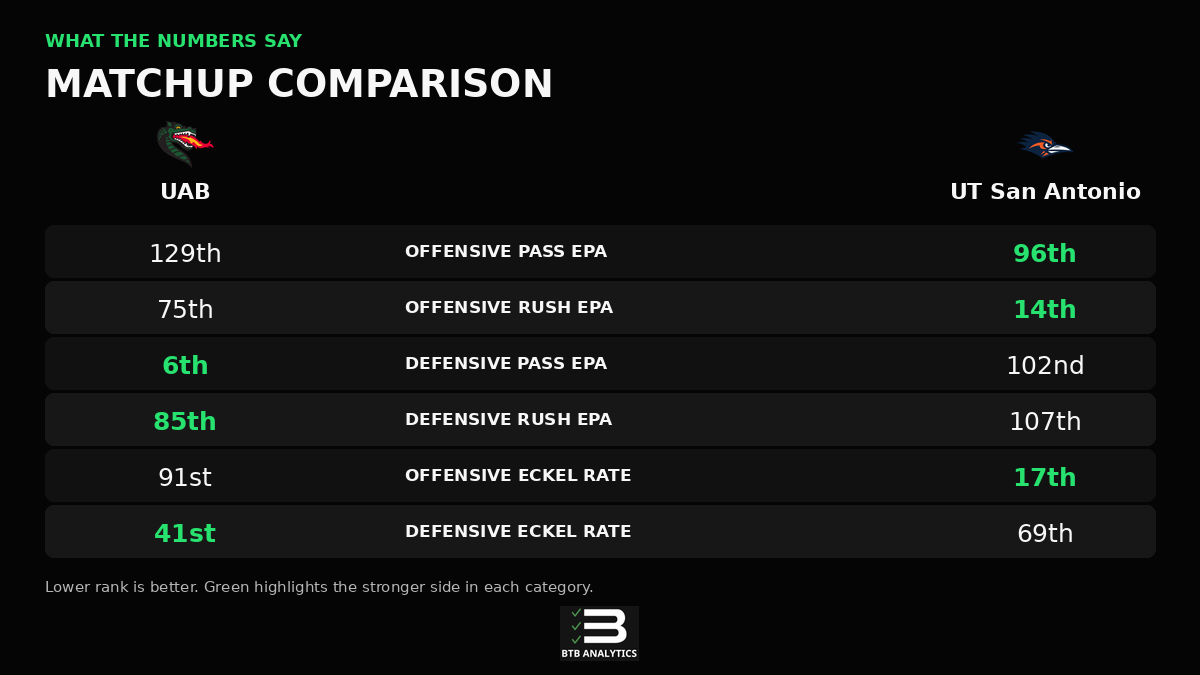 WHAT THE NUMBERS SAY
MATCHUP COMPARISON
UAB
UT San Antonio
129th OFFENSIVE PASS EPA 96th
75th OFFENSIVE RUSH EPA 14th
6th DEFENSIVE PASS EPA 102nd
85th DEFENSIVE RUSH EPA 107th
91st OFFENSIVE ECKEL RATE 17th
41st DEFENSIVE ECKEL RATE 69th
Lower rank is better. Green highlights the stronger side in each category.
BTB ANALYTICS